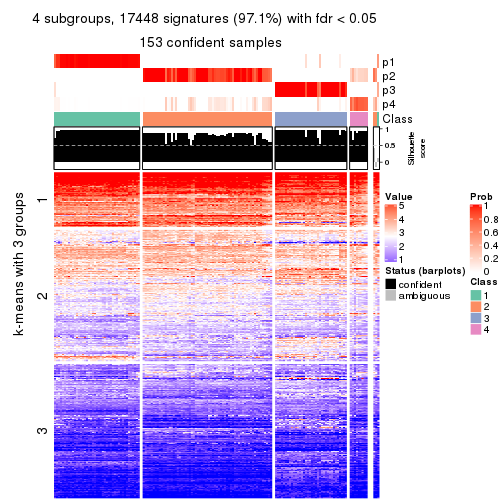 4 subgroups, 17448 signatures (97.1%) with fdr < 0.05
153 confident samples
p1
p2
p3
p4
Class
1
0.5
0
Silhouette
score
k-means with 3 groups
1
2
3
Value
5
4
3
2
1
Status (barplots)
confident
ambiguous
Prob
1
0.8
0.6
0.4
0.2
0
Class
1
2
3
4